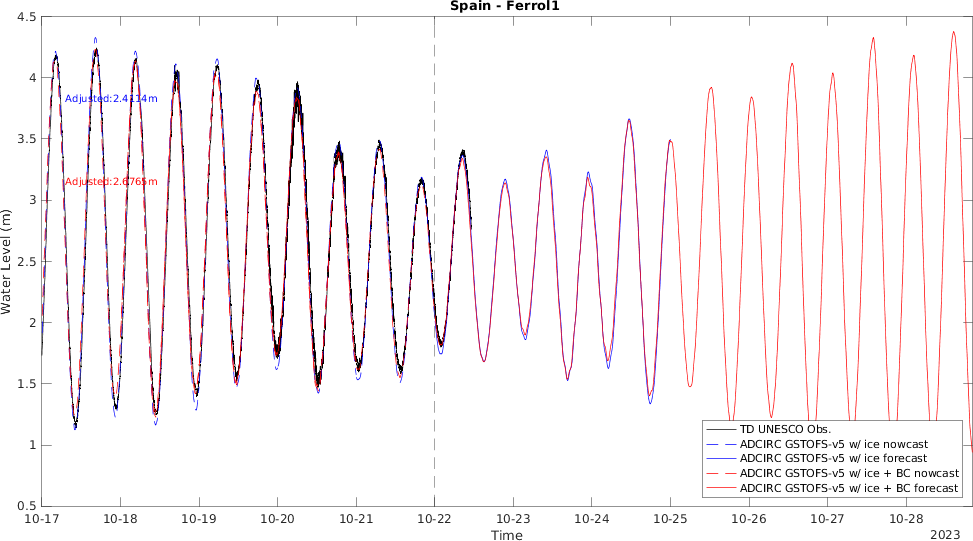 Spain - Ferrol1
4.5
4
3.5
3
2.5
2
1.5
1
0.5
Water Level (m)
Adjusted:2.4114m
Adjusted:2.6765m
TD UNESCO Obs.
ADCIRC GSTOFS-v5 w/ ice nowcast
ADCIRC GSTOFS-v5 w/ ice forecast
ADCIRC GSTOFS-v5 w/ ice + BC nowcast
ADCIRC GSTOFS-v5 w/ ice + BC forecast
10-17 10-18 10-19 10-20 10-21 10-22 10-23 10-24 10-25 10-26 10-27 10-28
Time
2023